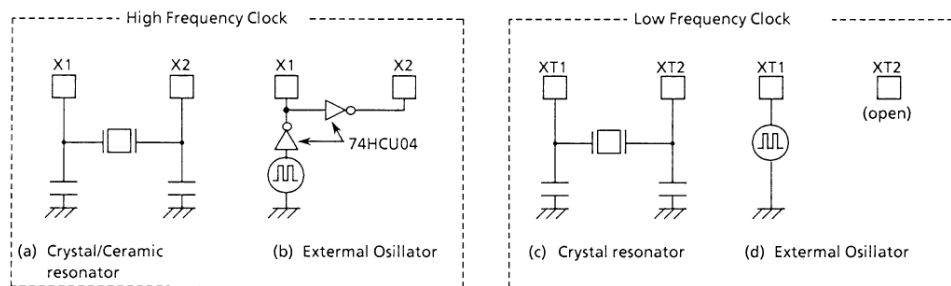 High Frequency Clock
X1
X2
X1
X2
74HCU04
(a) Crystal/Ceramic
resonator
(b) Extermal Osillator
Low Frequency Clock
XT1
XT2
XT1
XT2
(open)
(c) Crystal resonator
(d) Extermal Osillator